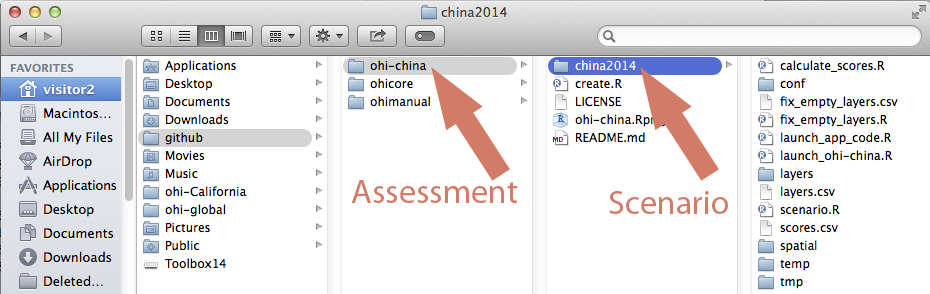 china2014
FAVORITES
visitor2
Macintos...
All My Files
AirDrop
Applications
Desktop
Documents
Downloads
Deleted...
Applications
Desktop
Documents
Downloads
github
Movies
Music
ohi-California
ohi-global
Pictures
Public
Toolbox14
ohi-china
ohicore
ohimanual
Assessment
china2014
create.R
LICENSE
ohi-china.Rproj
README.md
Scenario
calculate_scores.R
conf
fix_empty_layers.csv
fix_empty_layers.R
launch_app_code.R
launch_ohi-china.R
layers
layers.csv
scenario.R
scores.csv
spatial
temp
tmp